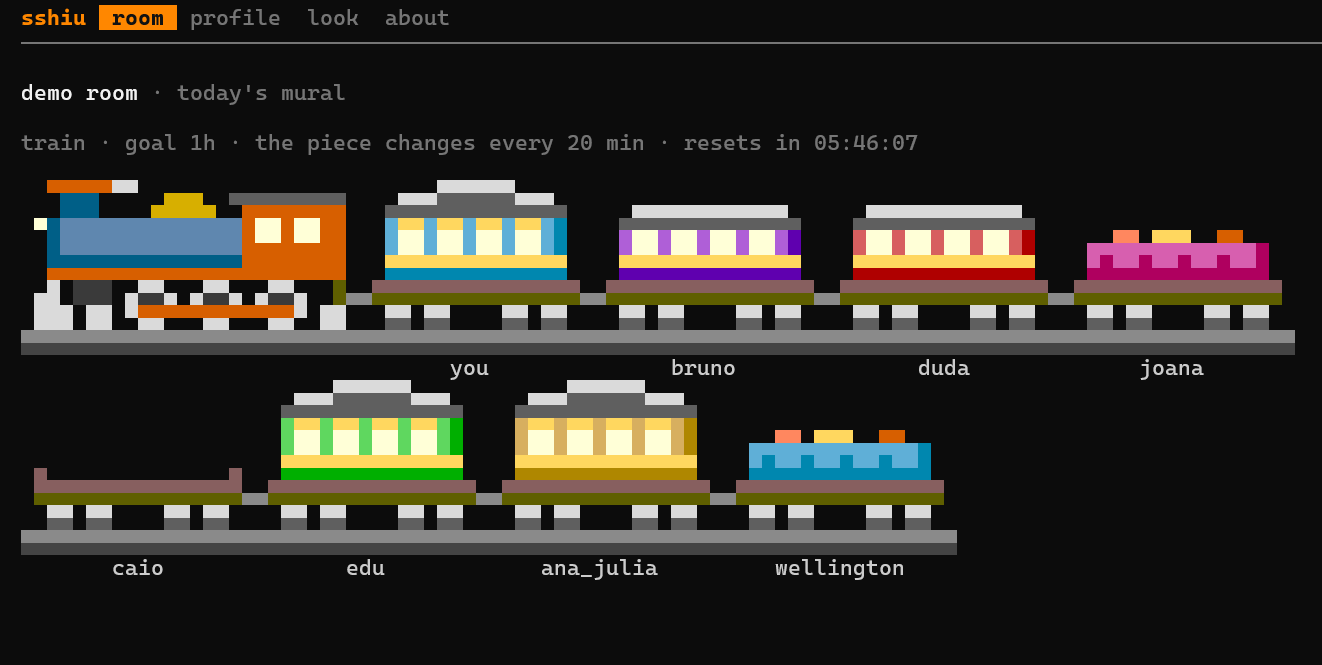 sshiu room profile look about
demo room · today's mural
train · goal 1h · the piece changes every 20 min · resets in 05:46:07
you bruno duda joana
caio edu ana_julia wellington